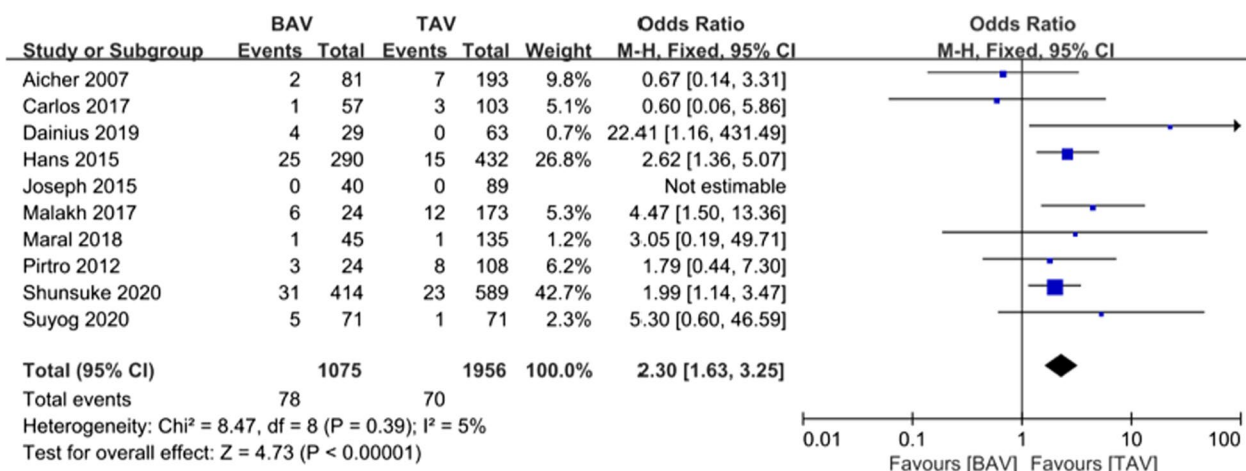 BAV TAV Odds Ratio Odds Ratio
Study or Subgroup Events Total Events Total Weight M-H, Fixed, 95% CI M-H, Fixed, 95% CI
Aicher 2007 2 81 7 193 9.8% 0.67 [0.14, 3.31]
Carlos 2017 1 57 3 103 5.1% 0.60 [0.06, 5.86]
Dainius 2019 4 29 0 63 0.7% 22.41 [1.16, 431.49]
Hans 2015 25 290 15 432 26.8% 2.62 [1.36, 5.07]
Joseph 2015 0 40 0 89 Not estimable
Malakh 2017 6 24 12 173 5.3% 4.47 [1.50, 13.36]
Maral 2018 1 45 1 135 1.2% 3.05 [0.19, 49.71]
Pirtro 2012 3 24 8 108 6.2% 1.79 [0.44, 7.30]
Shunsuke 2020 31 414 23 589 42.7% 1.99 [1.14, 3.47]
Suyog 2020 5 71 1 71 2.3% 5.30 [0.60, 46.59]
Total (95% CI) 1075 1956 100.0% 2.30 [1.63, 3.25]
Total events 78 70
Heterogeneity: Chi² = 8.47, df = 8 (P = 0.39); I² = 5%
Test for overall effect: Z = 4.73 (P < 0.00001)
0.01 0.1 1 10 100
Favours [BAV] Favours [TAV]